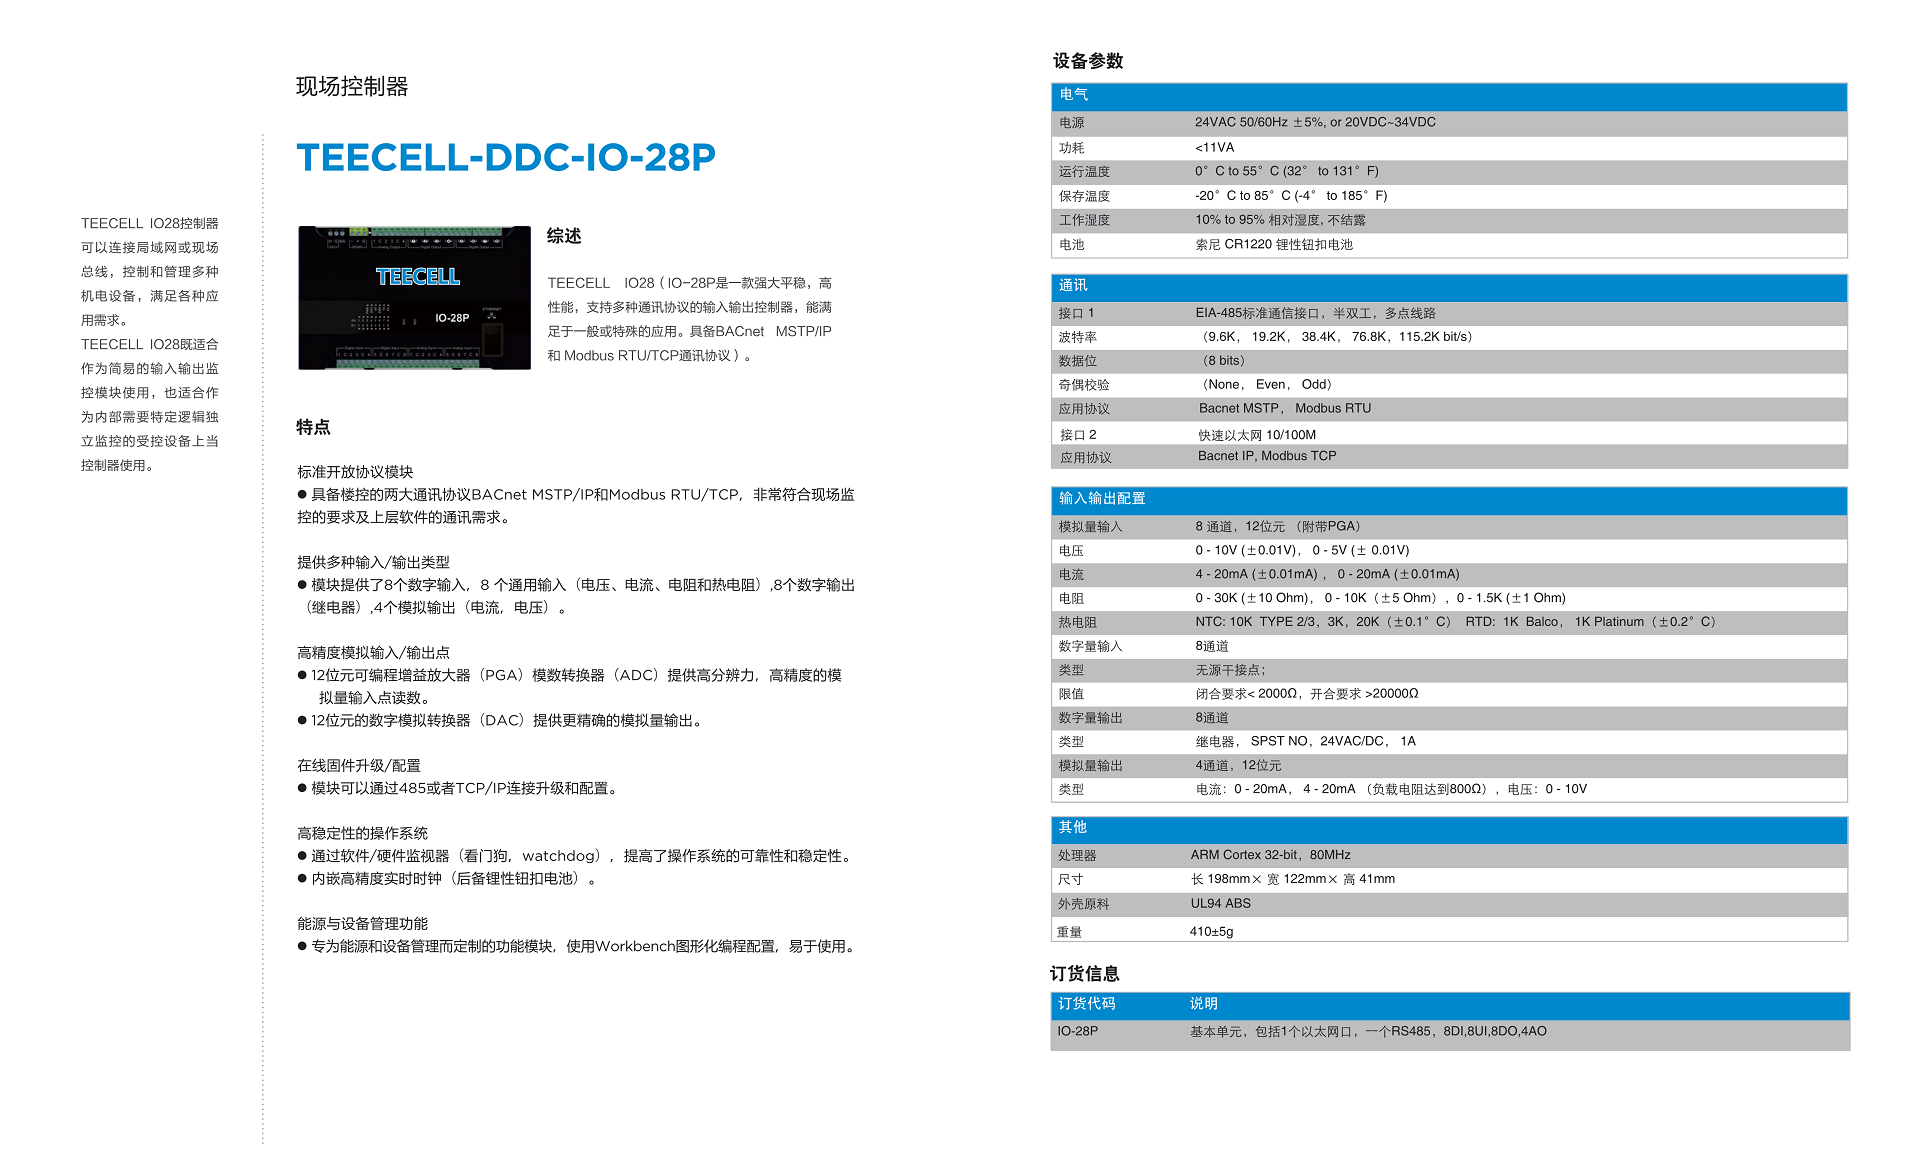 现场控制器
TEECELL-DDC-IO-28P
TEECELL IO28控制器
可以连接局域网或现场
总线，控制和管理多种
机电设备，满足各种应
用需求。
TEECELL IO28既适合
作为简易的输入输出监
控模块使用，也适合作
为内部需要特定逻辑独
立监控的受控设备上当
控制器使用。
TEECELL
IO-28P
综述
TEECELL IO28（IO-28P是一款强大平稳，高
性能，支持多种通讯协议的输入输出控制器，能满
足于一般或特殊的应用。具备BACnet MSTP/IP
和 Modbus RTU/TCP通讯协议）。
特点
标准开放协议模块
● 具备楼控的两大通讯协议BACnet MSTP/IP和Modbus RTU/TCP，非常符合现场监
控的要求及上层软件的通讯需求。
提供多种输入/输出类型
● 模块提供了8个数字输入，8 个通用输入（电压、电流、电阻和热电阻）,8个数字输出
（继电器）,4个模拟输出（电流，电压）。
高精度模拟输入/输出点
● 12位元可编程增益放大器（PGA）模数转换器（ADC）提供高分辨力，高精度的模
拟量输入点读数。
● 12位元的数字模拟转换器（DAC）提供更精确的模拟量输出。
在线固件升级/配置
● 模块可以通过485或者TCP/IP连接升级和配置。
高稳定性的操作系统
● 通过软件/硬件监视器（看门狗，watchdog），提高了操作系统的可靠性和稳定性。
● 内嵌高精度实时时钟（后备锂性钮扣电池）。
能源与设备管理功能
● 专为能源和设备管理而定制的功能模块，使用Workbench图形化编程配置，易于使用。
设备参数
电气
电源 24VAC 50/60Hz ±5%, or 20VDC~34VDC
功耗 <11VA
运行温度 0°C to 55°C (32° to 131°F)
保存温度 -20°C to 85°C (-4° to 185°F)
工作湿度 10% to 95% 相对湿度, 不结露
电池 索尼 CR1220 锂性钮扣电池
通讯
接口 1 EIA-485标准通信接口，半双工，多点线路
波特率 （9.6K， 19.2K， 38.4K， 76.8K，115.2K bit/s）
数据位 （8 bits）
奇偶校验 （None， Even， Odd）
应用协议 Bacnet MSTP， Modbus RTU
接口 2 快速以太网 10/100M
应用协议 Bacnet IP, Modbus TCP
输入输出配置
模拟量输入 8 通道，12位元 （附带PGA）
电压 0 - 10V (±0.01V)， 0 - 5V (± 0.01V)
电流 4 - 20mA (±0.01mA) ， 0 - 20mA (±0.01mA)
电阻 0 - 30K (±10 Ohm)， 0 - 10K（±5 Ohm），0 - 1.5K (±1 Ohm)
热电阻 NTC: 10K TYPE 2/3，3K，20K（±0.1°C） RTD: 1K Balco， 1K Platinum（±0.2°C）
数字量输入 8通道
类型 无源干接点；
限值 闭合要求< 2000Ω，开合要求 >20000Ω
数字量输出 8通道
类型 继电器， SPST NO，24VAC/DC， 1A
模拟量输出 4通道，12位元
类型 电流：0 - 20mA， 4 - 20mA （负载电阻达到800Ω），电压：0 - 10V
其他
处理器 ARM Cortex 32-bit，80MHz
尺寸 长 198mm× 宽 122mm× 高 41mm
外壳原料 UL94 ABS
重量 410±5g
订货信息
订货代码 说明
IO-28P 基本单元，包括1个以太网口，一个RS485，8DI,8UI,8DO,4AO